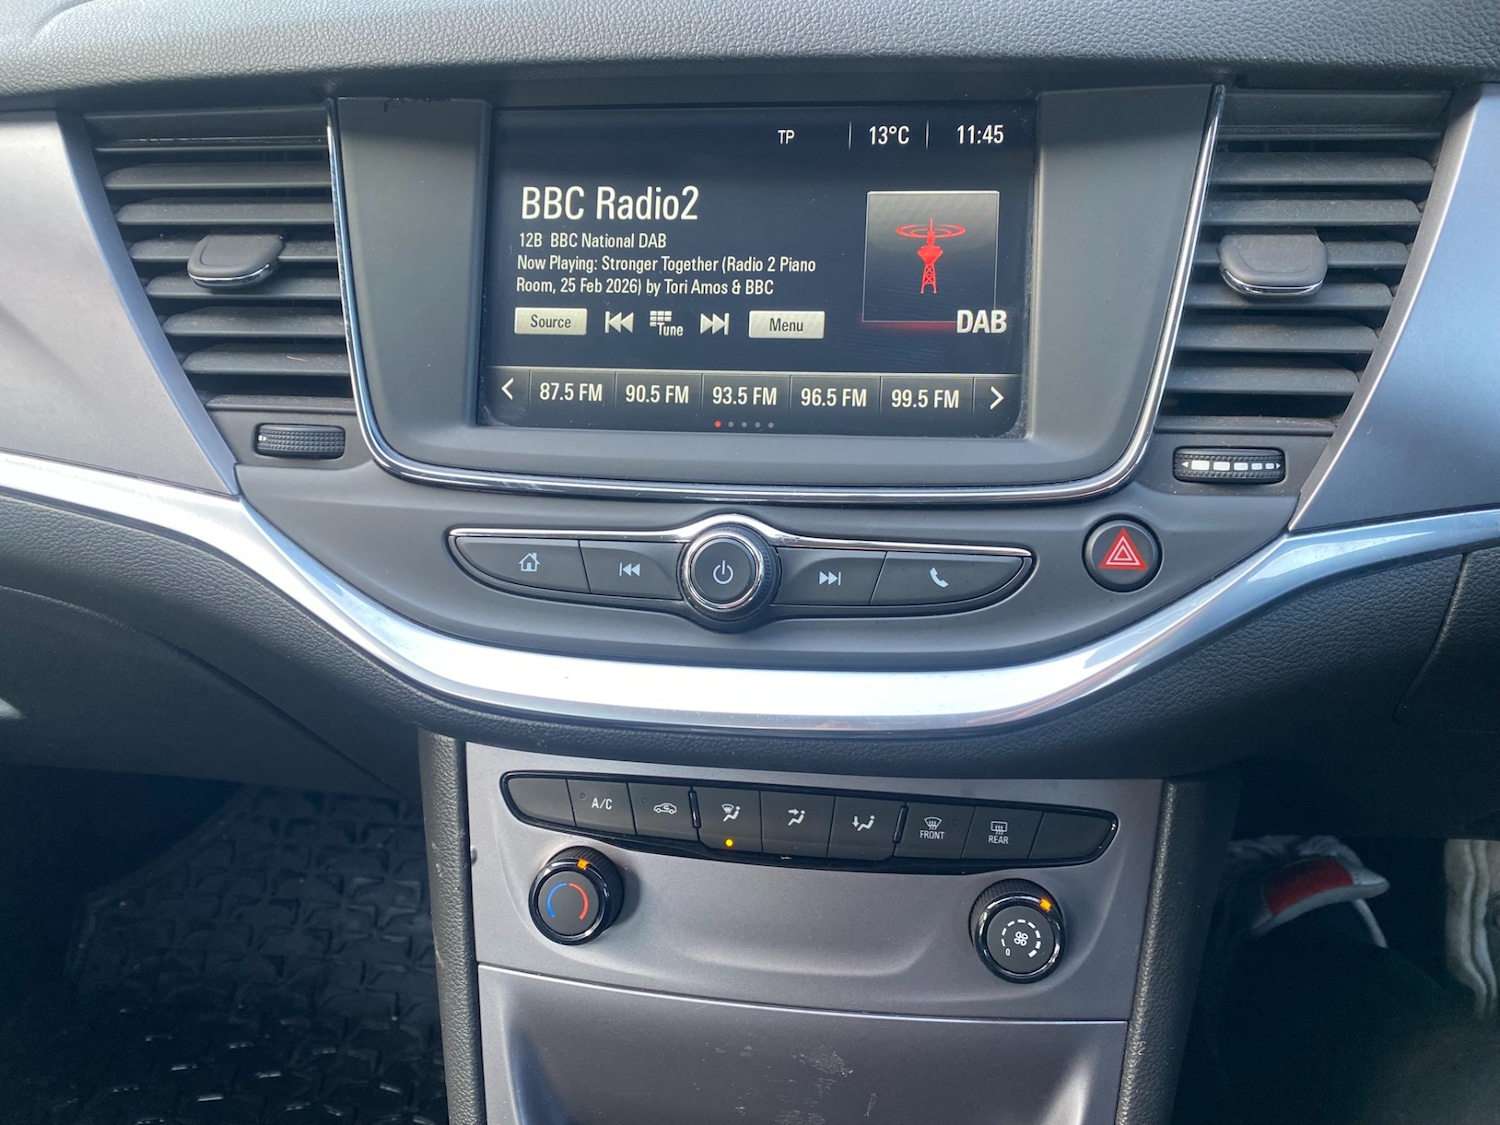 TP 13°C 11:45
BBC Radio2
12B BBC National DAB
Now Playing: Stronger Together (Radio 2 Piano
Room, 25 Feb 2026) by Tori Amos & BBC
DAB
Source Tune Menu
87.5 FM 90.5 FM 93.5 FM 96.5 FM 99.5 FM
A/C FRONT REAR
0